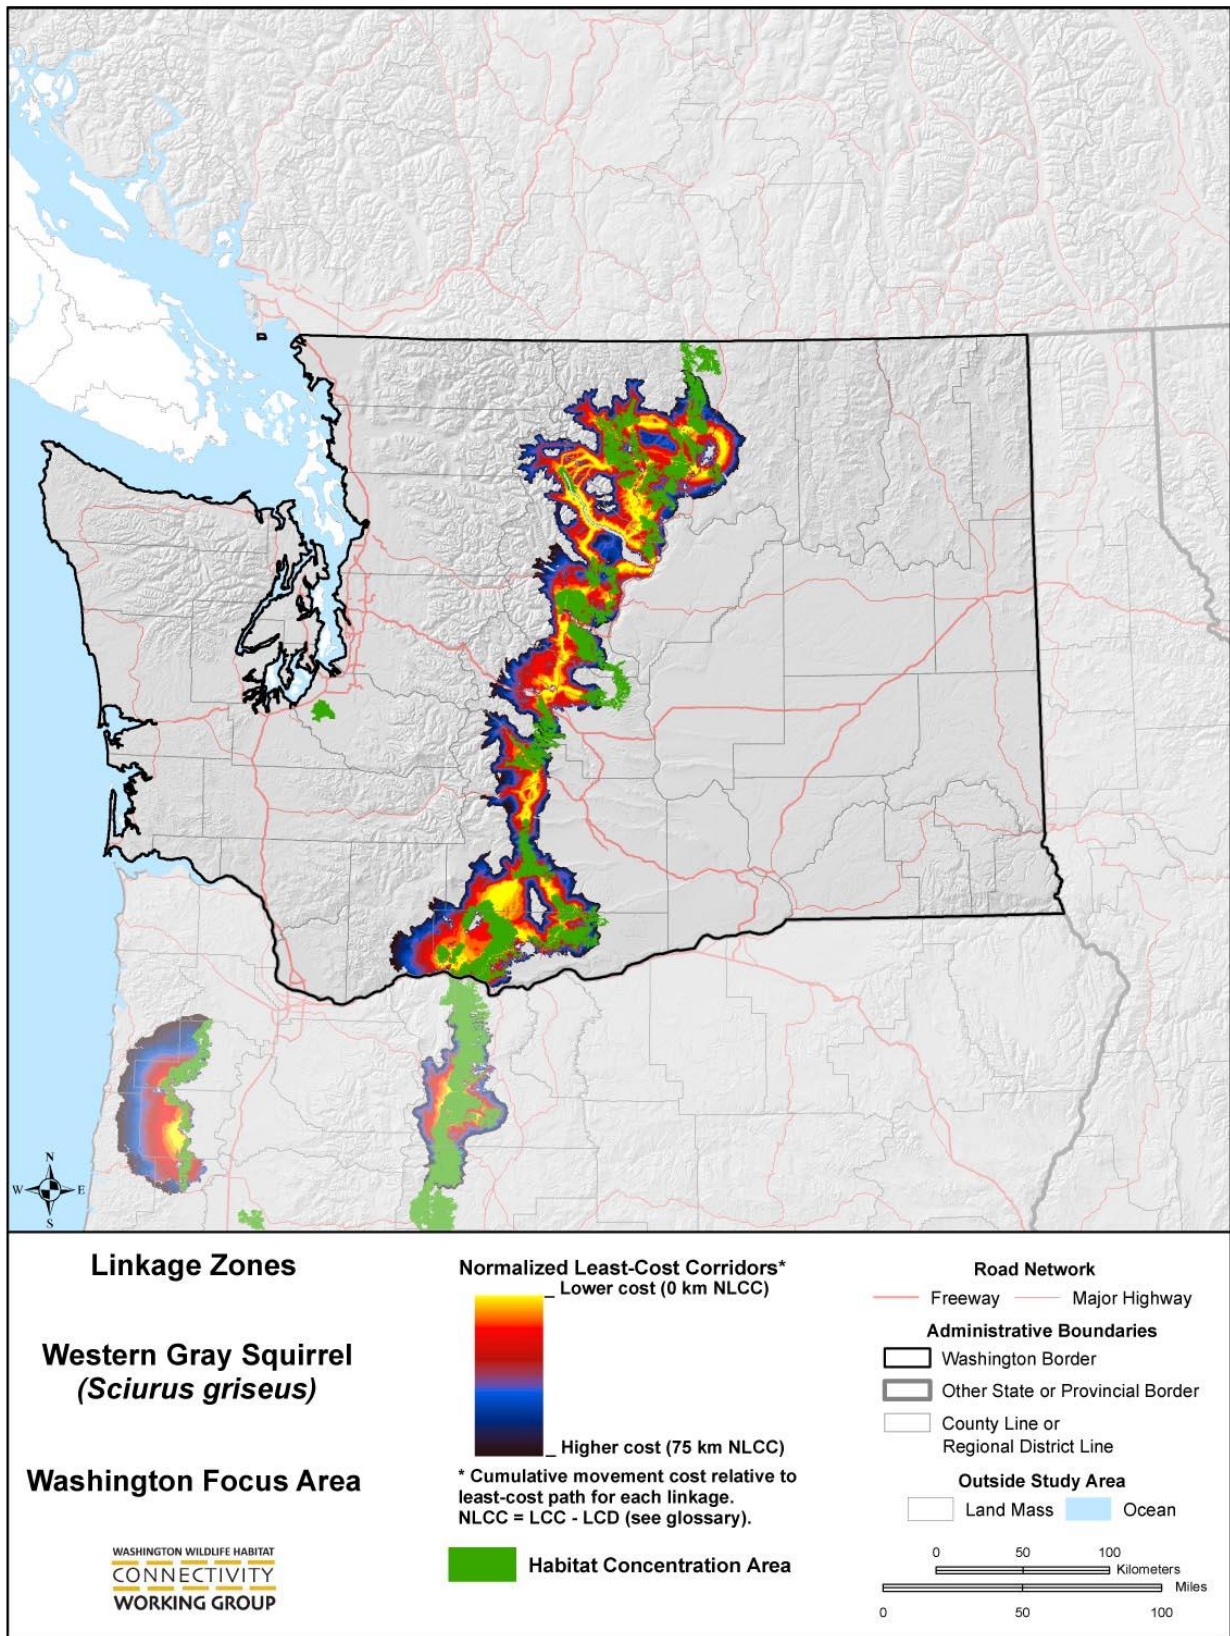 N
W
E
S
Linkage Zones
Western Gray Squirrel
(Sciurus griseus)
Washington Focus Area
WASHINGTON WILDLIFE HABITAT
CONNECTIVITY
WORKING GROUP
Normalized Least-Cost Corridors*
_ Lower cost (0 km NLCC)
_ Higher cost (75 km NLCC)
* Cumulative movement cost relative to
least-cost path for each linkage.
NLCC = LCC - LCD (see glossary).
Habitat Concentration Area
Road Network
Freeway Major Highway
Administrative Boundaries
Washington Border
Other State or Provincial Border
County Line or
Regional District Line
Outside Study Area
Land Mass Ocean
0 50 100
Kilometers
Miles
0 50 100